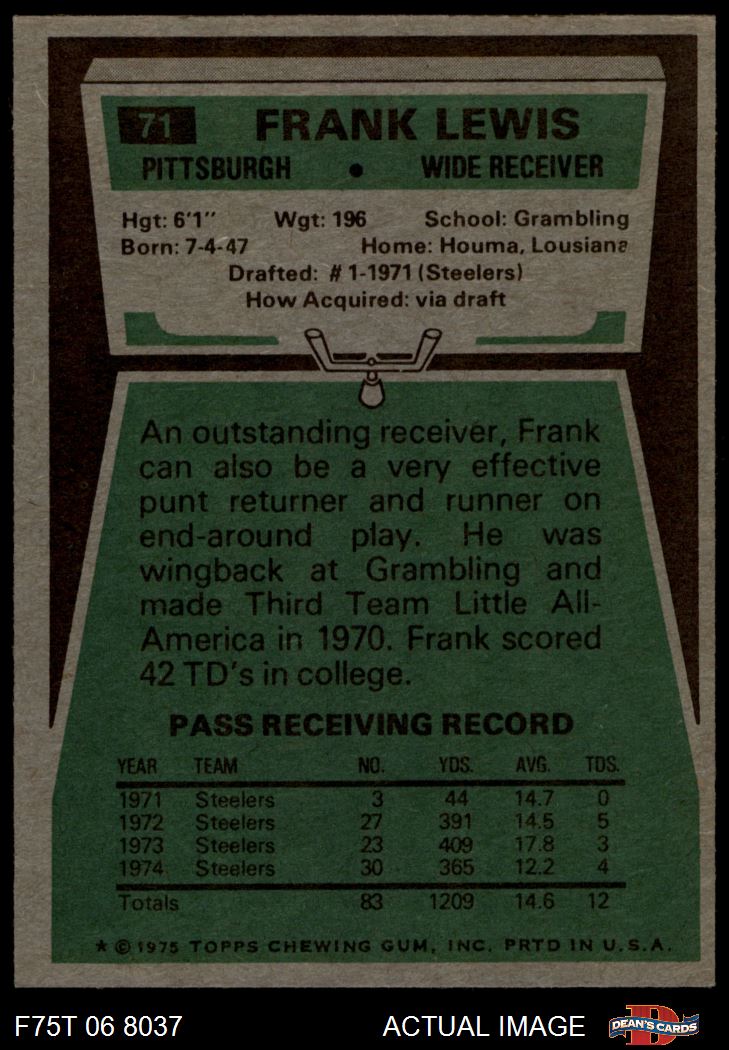 71 FRANK LEWIS
PITTSBURGH • WIDE RECEIVER
Hgt: 6'1" Wgt: 196 School: Grambling
Born: 7-4-47 Home: Houma, Lousiana
Drafted: #1-1971 (Steelers)
How Acquired: via draft
An outstanding receiver, Frank
can also be a very effective
punt returner and runner on
end-around play. He was
wingback at Grambling and
made Third Team Little All-
America in 1970. Frank scored
42 TD's in college.
PASS RECEIVING RECORD
YEAR TEAM NO. YDS. AVG. TDS.
1971 Steelers 3 44 14.7 0
1972 Steelers 27 391 14.5 5
1973 Steelers 23 409 17.8 3
1974 Steelers 30 365 12.2 4
Totals 83 1209 14.6 12
★ © 1975 TOPPS CHEWING GUM, INC. PRTD IN U.S.A.
F75T 06 8037 ACTUAL IMAGE D DEAN'S CARDS